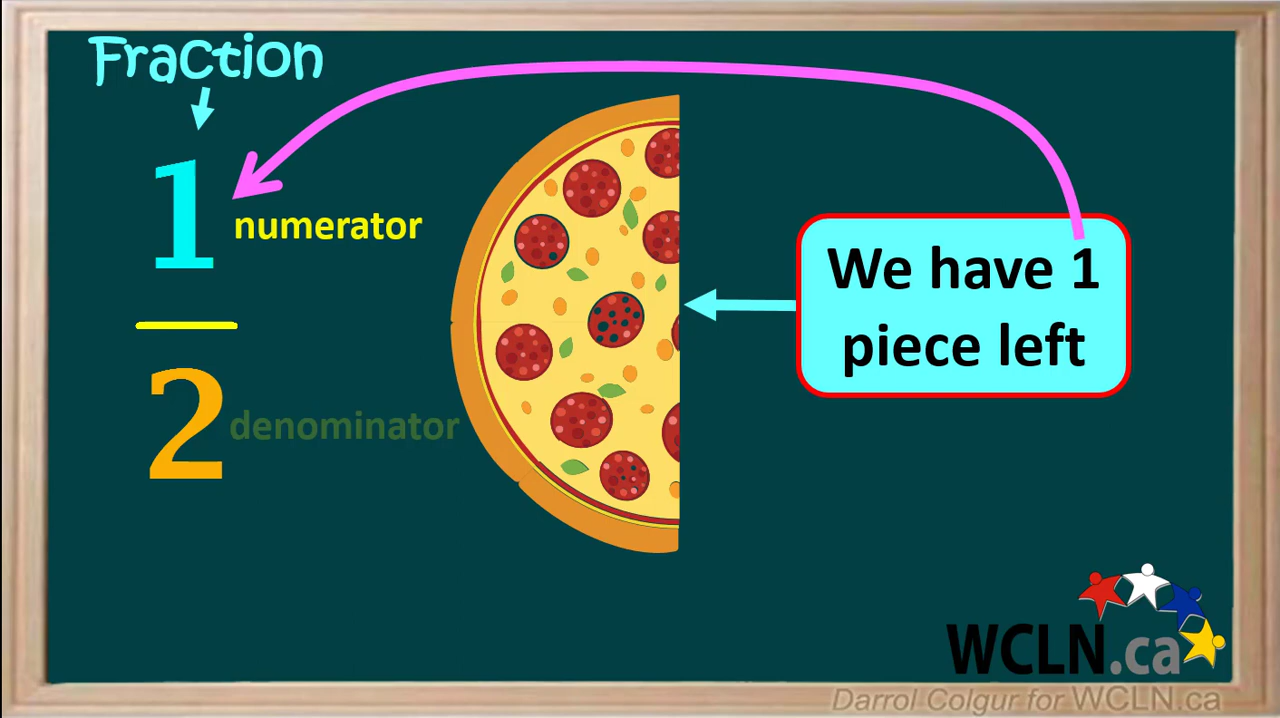 Fraction
1
numerator
2
denominator
We have 1
piece left
WCLN.ca
Darrol Colgur for WCLN.ca